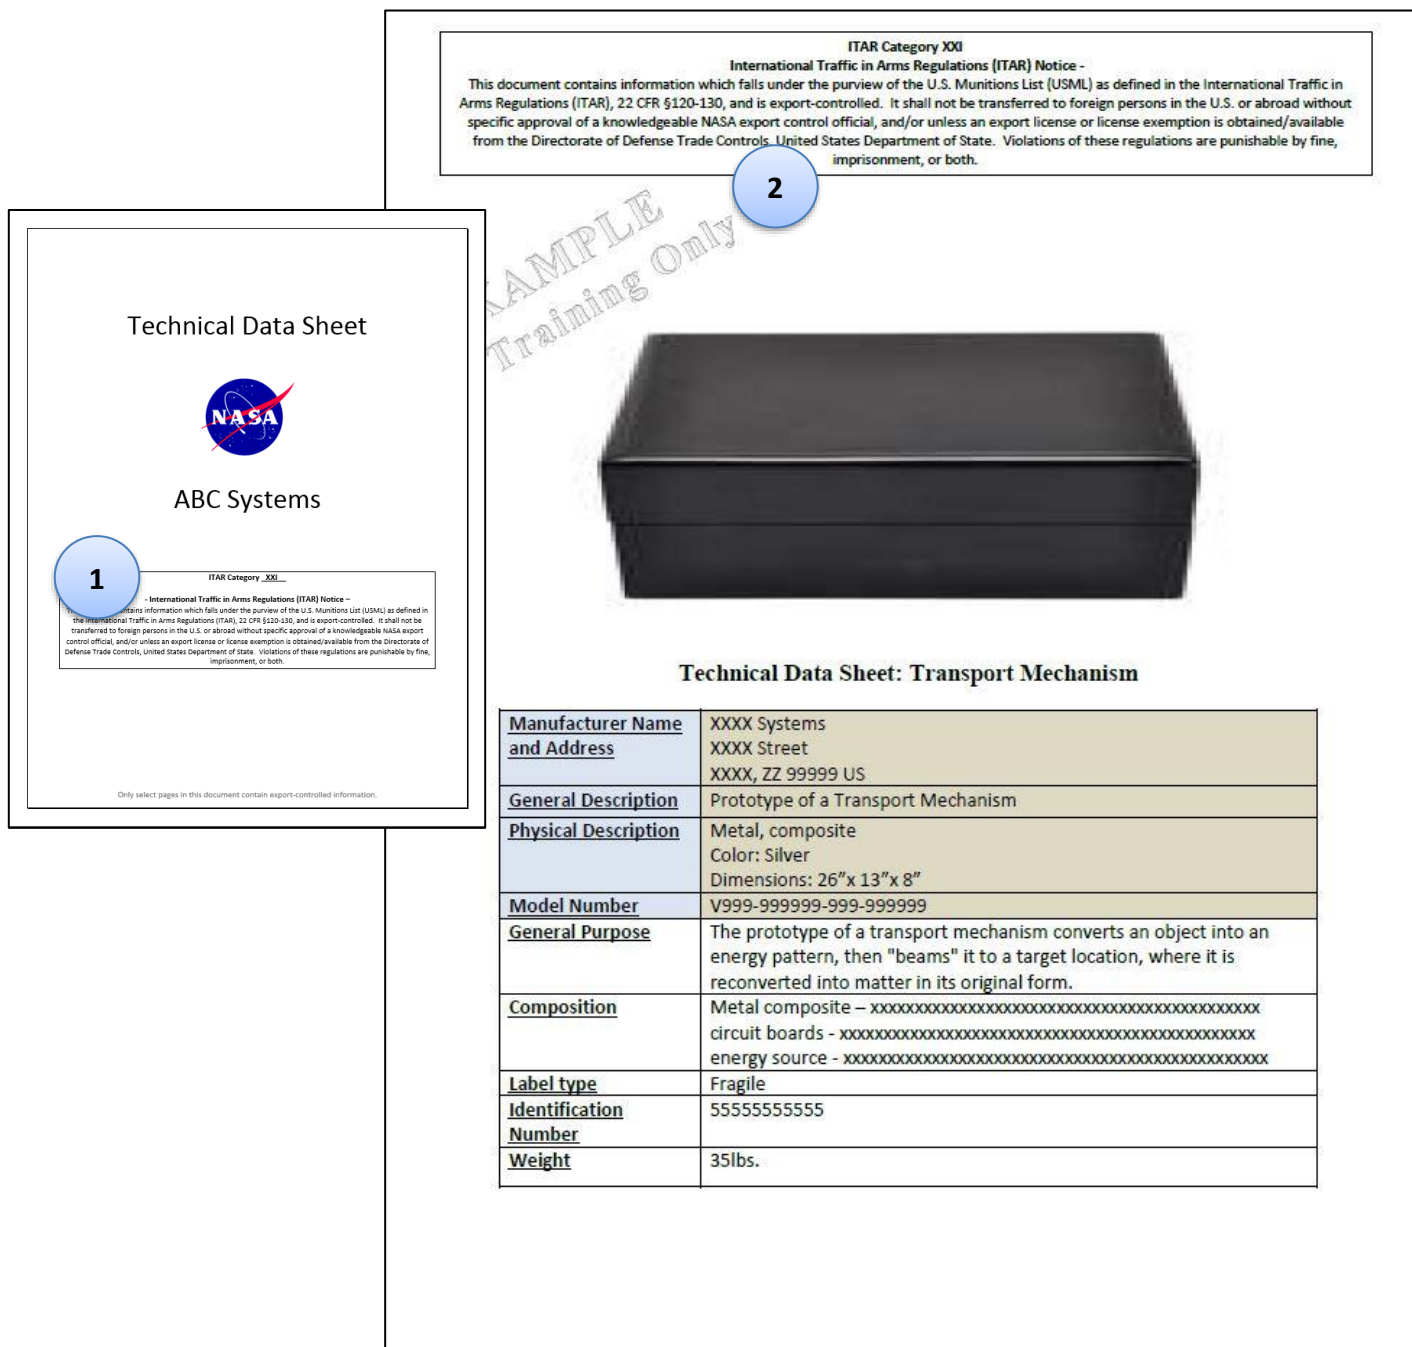 ITAR Category XXI
International Traffic in Arms Regulations (ITAR) Notice -
This document contains information which falls under the purview of the U.S. Munitions List (USML) as defined in the International Traffic in
Arms Regulations (ITAR), 22 CFR §120-130, and is export-controlled. It shall not be transferred to foreign persons in the U.S. or abroad without
specific approval of a knowledgeable NASA export control official, and/or unless an export license or license exemption is obtained/available
from the Directorate of Defense Trade Controls, United States Department of State. Violations of these regulations are punishable by fine,
imprisonment, or both.
2
AMPLE
Training Only
Technical Data Sheet
NASA
ABC Systems
1
ITAR Category _XXI_
- International Traffic in Arms Regulations (ITAR) Notice –
information which falls under the purview of the U.S. Munitions List (USML) as defined in
the International Traffic in Arms Regulations (ITAR), 22 CFR §120-130, and is export-controlled. It shall not be
transferred to foreign persons in the U.S. or abroad without specific approval of a knowledgeable NASA export
control official, and/or unless an export license or license exemption is obtained/available from the Directorate of
Defense Trade Controls, United States Department of State. Violations of these regulations are punishable by fine,
imprisonment, or both.
Only select pages in this document contain export-controlled information.
Technical Data Sheet: Transport Mechanism
Manufacturer Name XXXX Systems
and Address XXXX Street
XXXX, ZZ 99999 US
General Description Prototype of a Transport Mechanism
Physical Description Metal, composite
Color: Silver
Dimensions: 26”x 13”x 8”
Model Number V999-999999-999-999999
General Purpose The prototype of a transport mechanism converts an object into an
energy pattern, then "beams" it to a target location, where it is
reconverted into matter in its original form.
Composition Metal composite – xxxxxxxxxxxxxxxxxxxxxxxxxxxxxxxxxxxxxxxxxxxx
circuit boards - xxxxxxxxxxxxxxxxxxxxxxxxxxxxxxxxxxxxxxxxxxxxxxx
energy source - xxxxxxxxxxxxxxxxxxxxxxxxxxxxxxxxxxxxxxxxxxxxxxxx
Label type Fragile
Identification 55555555555
Number
Weight 35lbs.